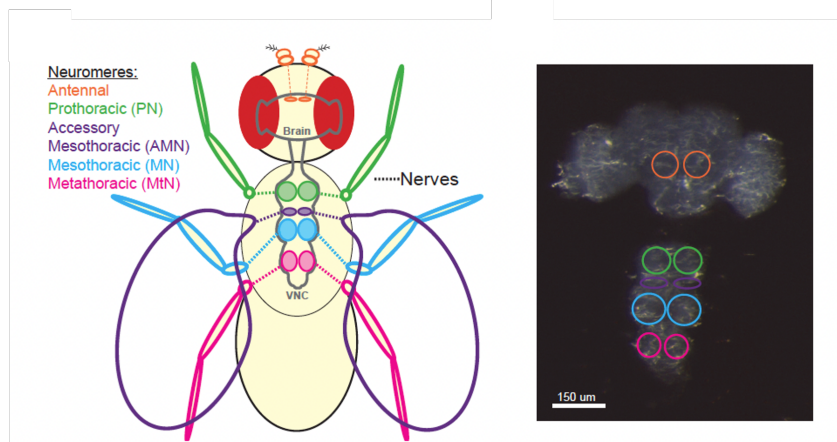 Neuromeres:
Antennal
Prothoracic (PN)
Accessory
Mesothoracic (AMN)
Mesothoracic (MN)
Metathoracic (MtN)
Brain
Nerves
VNC
150 um